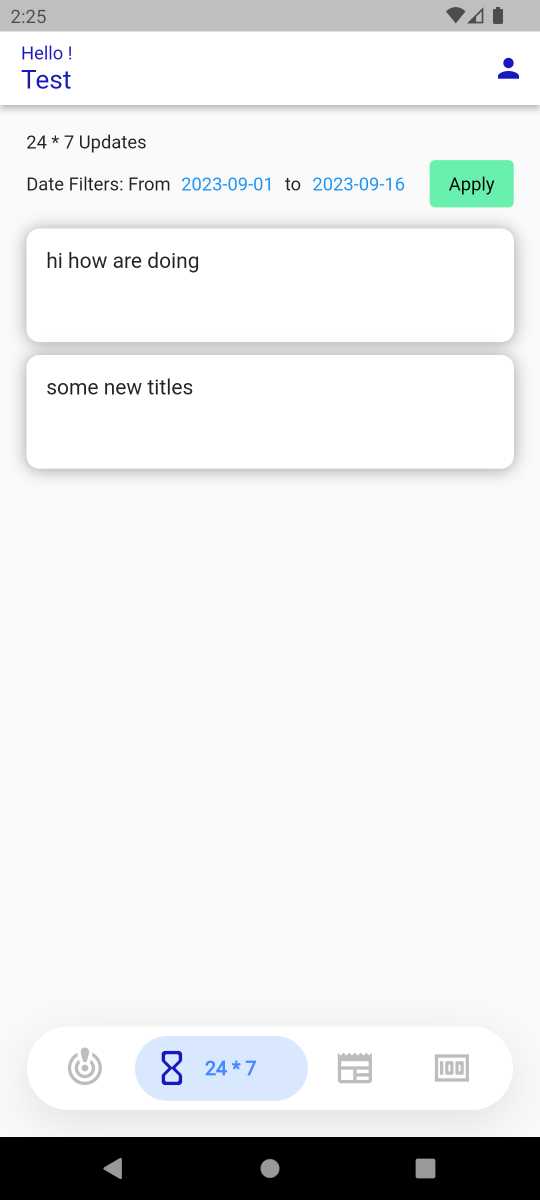 2:25
Hello !
Test
24 * 7 Updates
Date Filters: From 2023-09-01 to 2023-09-16 Apply
hi how are doing
some new titles
24 * 7
100